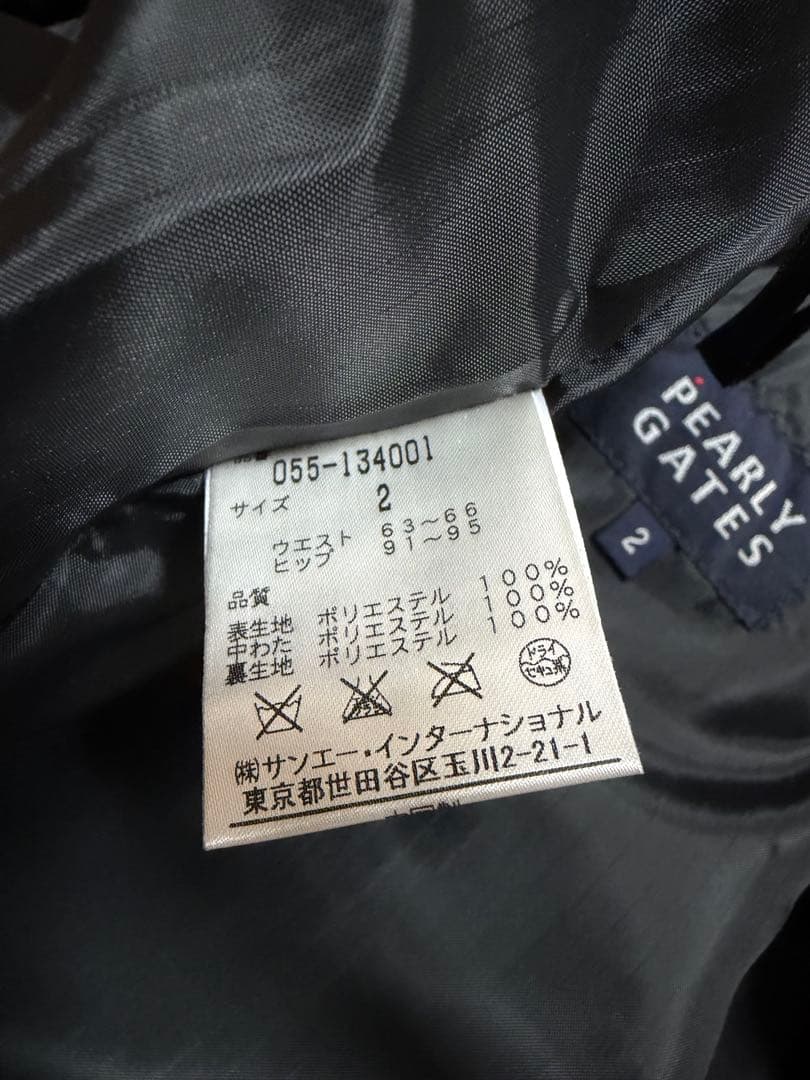 055-134001
サイズ 2
ウエスト 63～66
ヒップ 91～95
品質
表生地 ポリエステル 100%
中わた ポリエステル 100%
裏生地 ポリエステル 100%
ドライ
セキユ系
(株)サンエー・インターナショナル
東京都世田谷区玉川2-21-1
PEARLY
GATES
2